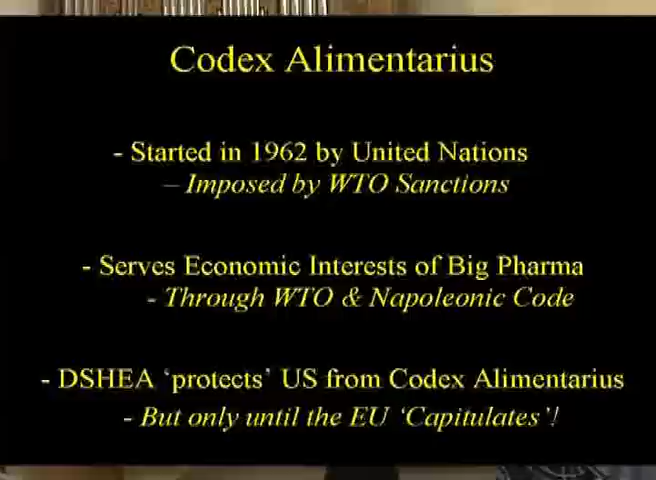 Codex Alimentarius
- Started in 1962 by United Nations
– Imposed by WTO Sanctions
- Serves Economic Interests of Big Pharma
- Through WTO & Napoleonic Code
- DSHEA ‘protects’ US from Codex Alimentarius
- But only until the EU ‘Capitulates’!